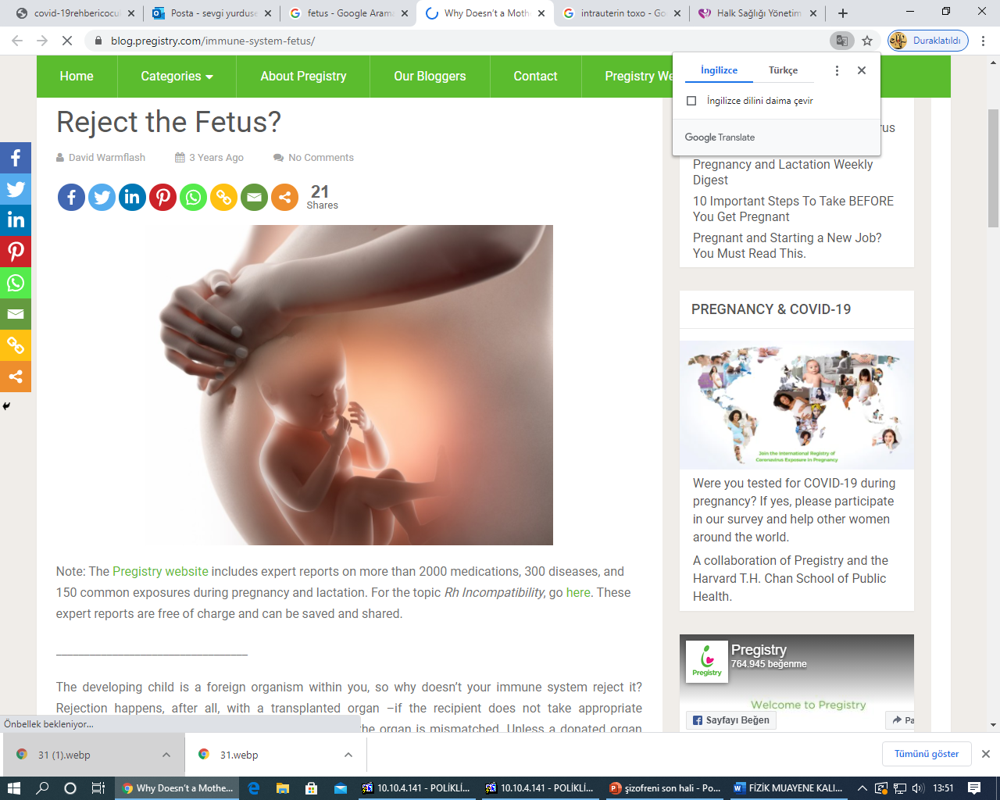 covid-19rehbericocu
Posta - sevgi yurduse
fetus - Google Arama
Why Doesn't a Moth
intrauterin toxo - Go
Halk Sağlığı Yönetim
blog.pregistry.com/immune-system-fetus/
Duraklatıldı
Home
Categories
About Pregistry
Our Bloggers
Contact
Pregistry We
İngilizce
Türkçe
İngilizce dilini daima çevir
Google Translate
Reject the Fetus?
David Warmflash
3 Years Ago
No Comments
21
Shares
rus
Pregnancy and Lactation Weekly
Digest
10 Important Steps To Take BEFORE
You Get Pregnant
Pregnant and Starting a New Job?
You Must Read This.
PREGNANCY & COVID-19
Join the International Registry of
Coronavirus Exposure in Pregnancy
Were you tested for COVID-19 during
pregnancy? If yes, please participate
in our survey and help other women
around the world.
A collaboration of Pregistry and the
Harvard T.H. Chan School of Public
Health.
Pregistry
Pregistry
764.945 beğenme
Welcome to Pregistry
Sayfayı Beğen
Pa
Note: The Pregistry website includes expert reports on more than 2000 medications, 300 diseases, and
150 common exposures during pregnancy and lactation. For the topic Rh Incompatibility, go here. These
expert reports are free of charge and can be saved and shared.
The developing child is a foreign organism within you, so why doesn't your immune system reject it?
Rejection happens, after all, with a transplanted organ –if the recipient does not take appropriate
the organ is mismatched. Unless a donated organ
Önbellek bekleniyor...
31 (1).webp
31.webp
Tümünü göster
Why Doesn't a Mothe...
10.10.4.141 - POLİKLİ...
10.10.4.141 - POLİKLİ...
şizofreni son hali - Po...
FİZİK MUAYENE KALI...
13:51